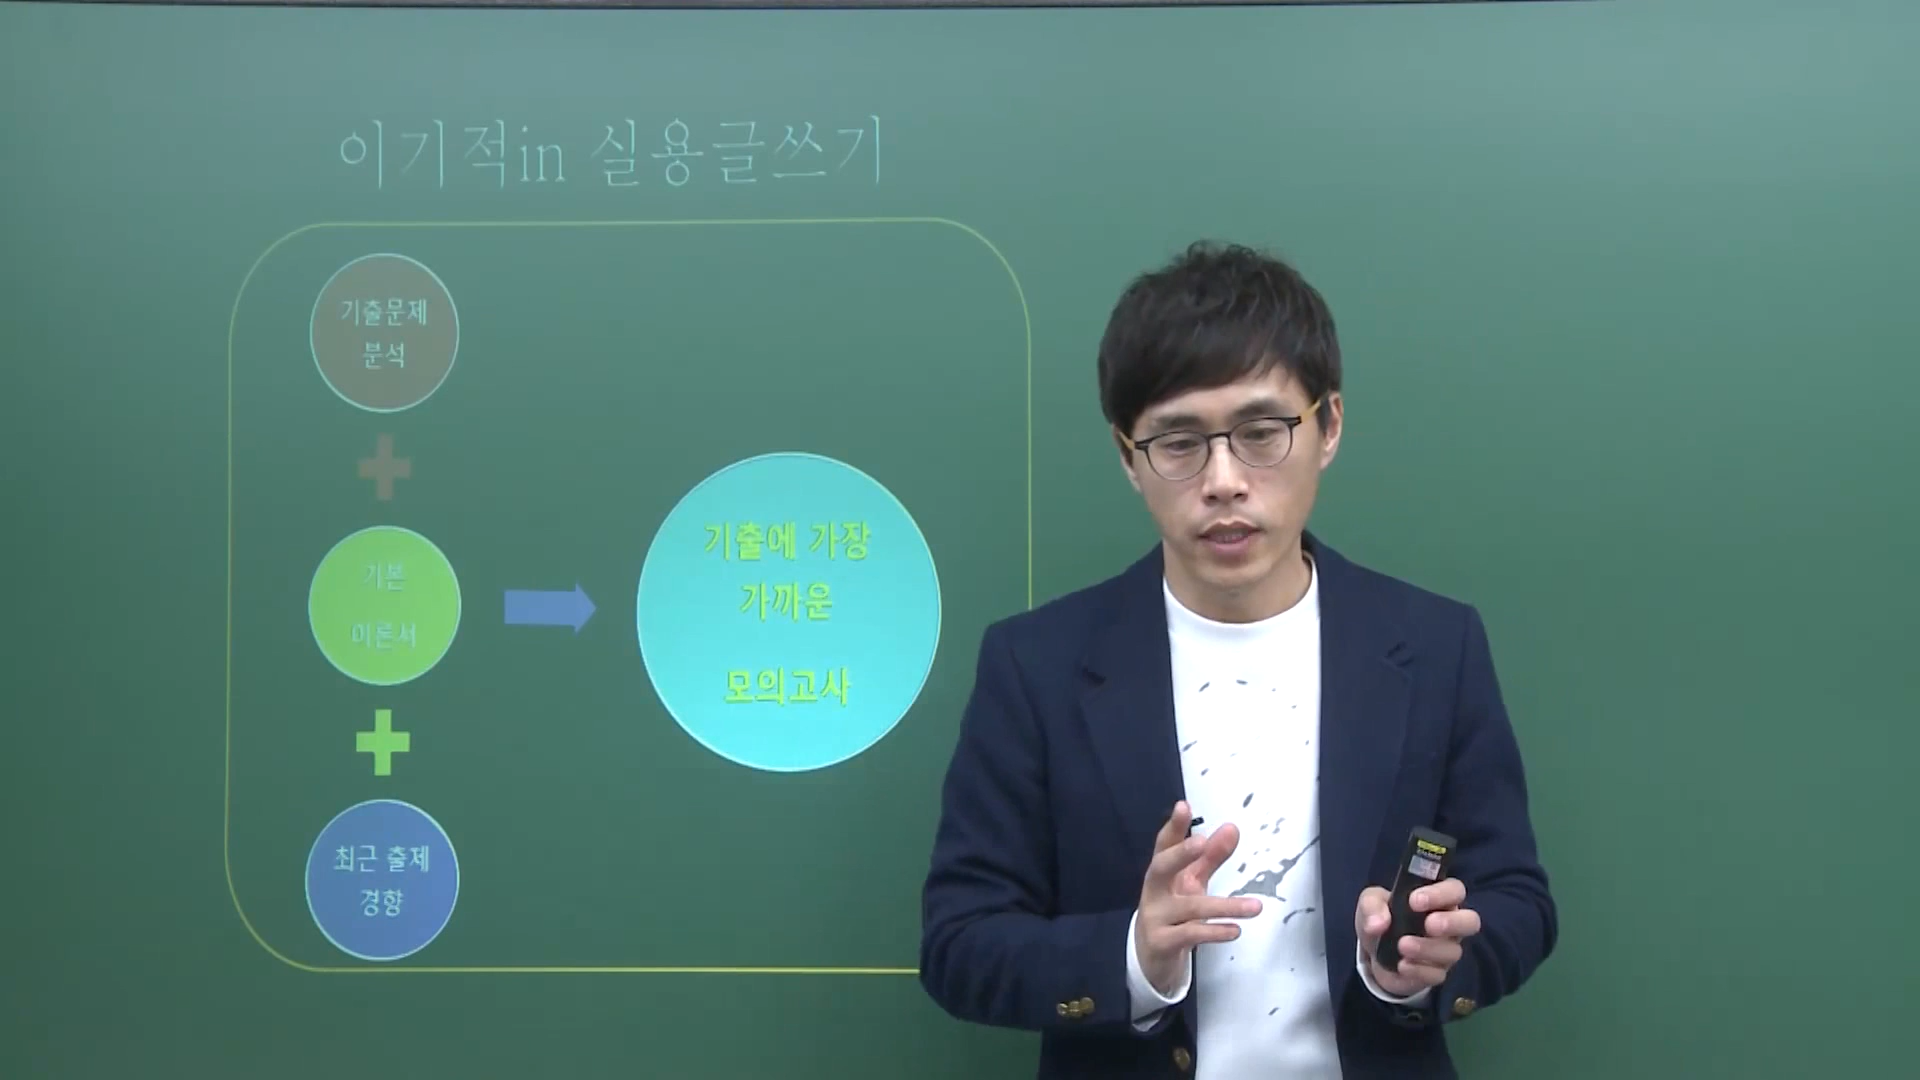 이기적in 실용글쓰기
기출문제
분석
기본
이론서
최근 출제
경향
기출에 가장
가까운
모의고사